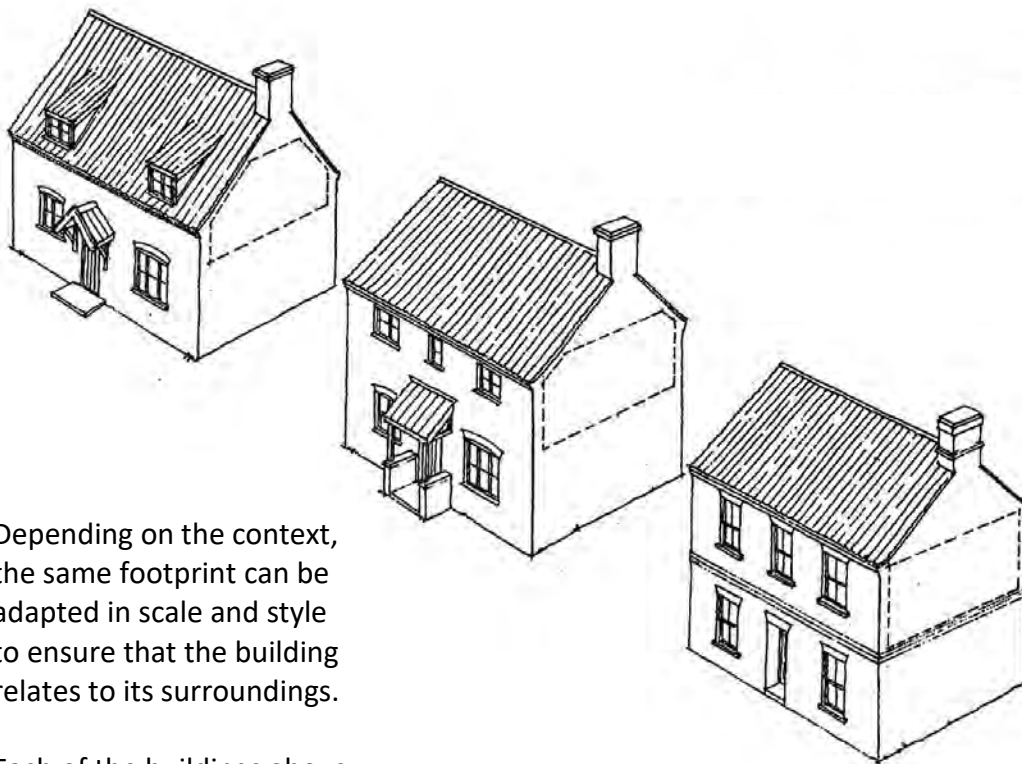 Depending on the context,
the same footprint can be
adapted in scale and style
to ensure that the building
relates to its surroundings.